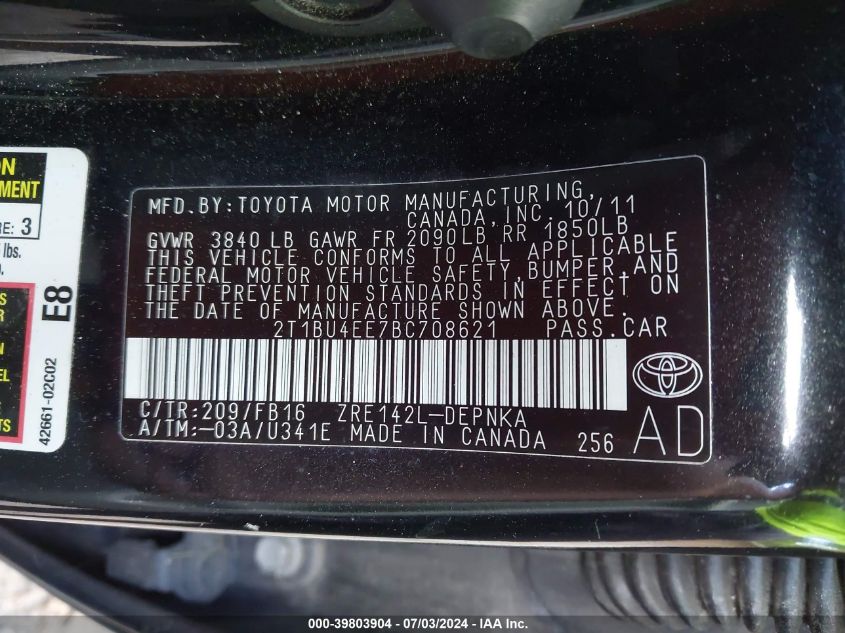 ON
MENT
RE: 3
lbs.
S
R
N
EL
TS
E8
42661-02C02
MFD.BY:TOYOTA MOTOR MANUFACTURING,
CANADA, INC. 10/11
GVWR 3840 LB GAWR FR 2090LB RR 1850LB
THIS VEHICLE CONFORMS TO ALL APPLICABLE
FEDERAL MOTOR VEHICLE SAFETY, BUMPER, AND
THEFT PREVENTION STANDARDS IN EFFECT ON
THE DATE OF MANUFACTURE SHOWN ABOVE.
2T1BU4EE7BC708621 PASS.CAR
C/TR:209/FB16 ZRE142L-DEPNKA
A/TM:-03A/U341E MADE IN CANADA 256
AD
000-39803904 | 07/03/2024 | IAA Inc.